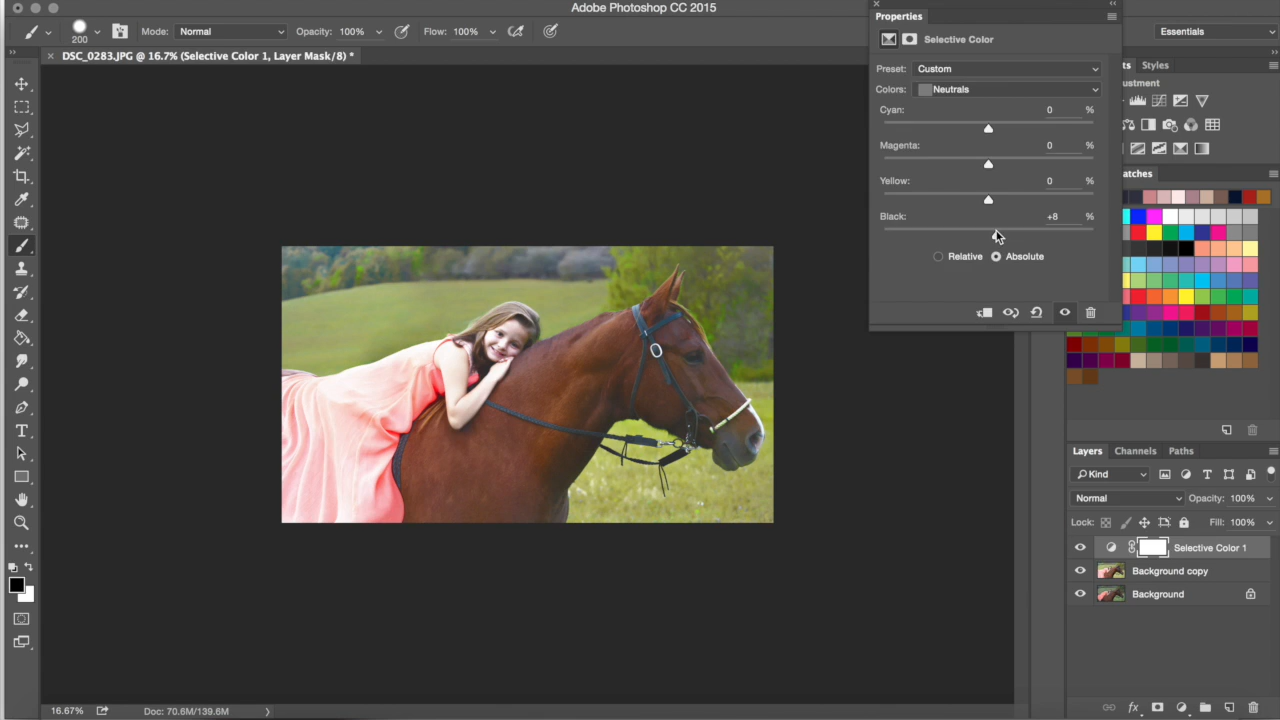 Adobe Photoshop CC 2015
200
Mode: Normal
Opacity: 100%
Flow: 100%
Essentials
DSC_0283.JPG @ 16.7% (Selective Color 1, Layer Mask/8) *
Properties
Selective Color
Preset: Custom
Colors: Neutrals
Cyan: 0 %
Magenta: 0 %
Yellow: 0 %
Black: +8 %
Relative Absolute
ts Styles
ustment
atches
Layers Channels Paths
Kind
Normal Opacity: 100%
Lock: Fill: 100%
Selective Color 1
Background copy
Background
16.67% Doc: 70.6M/139.6M